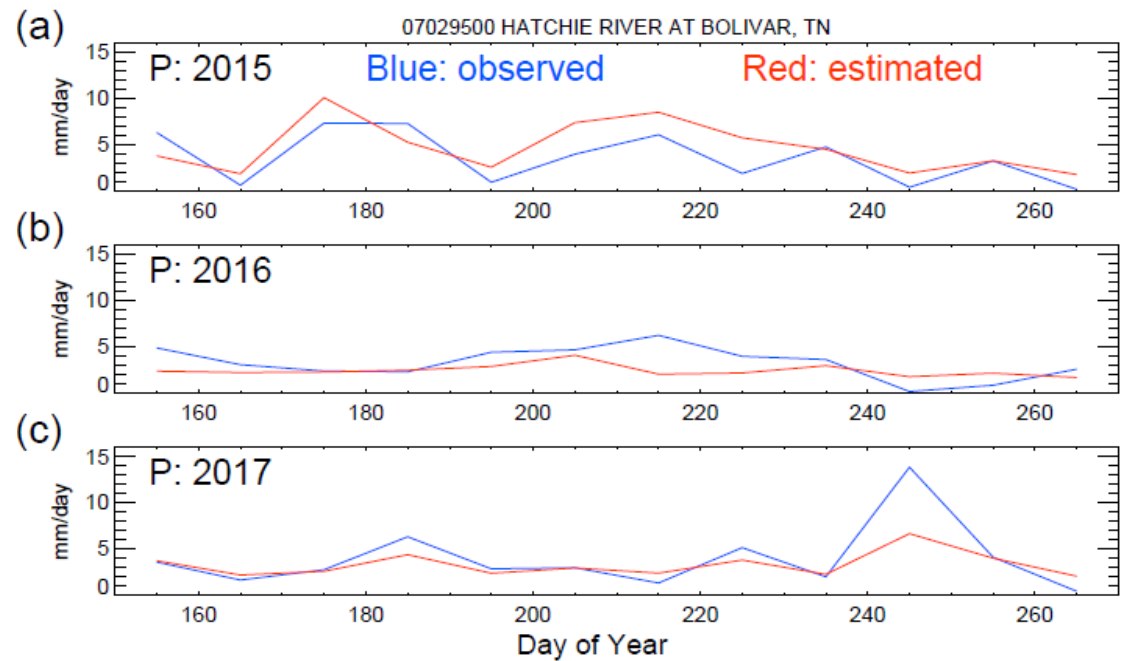 (a)
07029500 HATCHIE RIVER AT BOLIVAR, TN
P: 2015 Blue: observed Red: estimated
mm/day
15
10
5
0
160 180 200 220 240 260
(b)
P: 2016
mm/day
15
10
5
0
160 180 200 220 240 260
(c)
P: 2017
mm/day
15
10
5
0
160 180 200 220 240 260
Day of Year